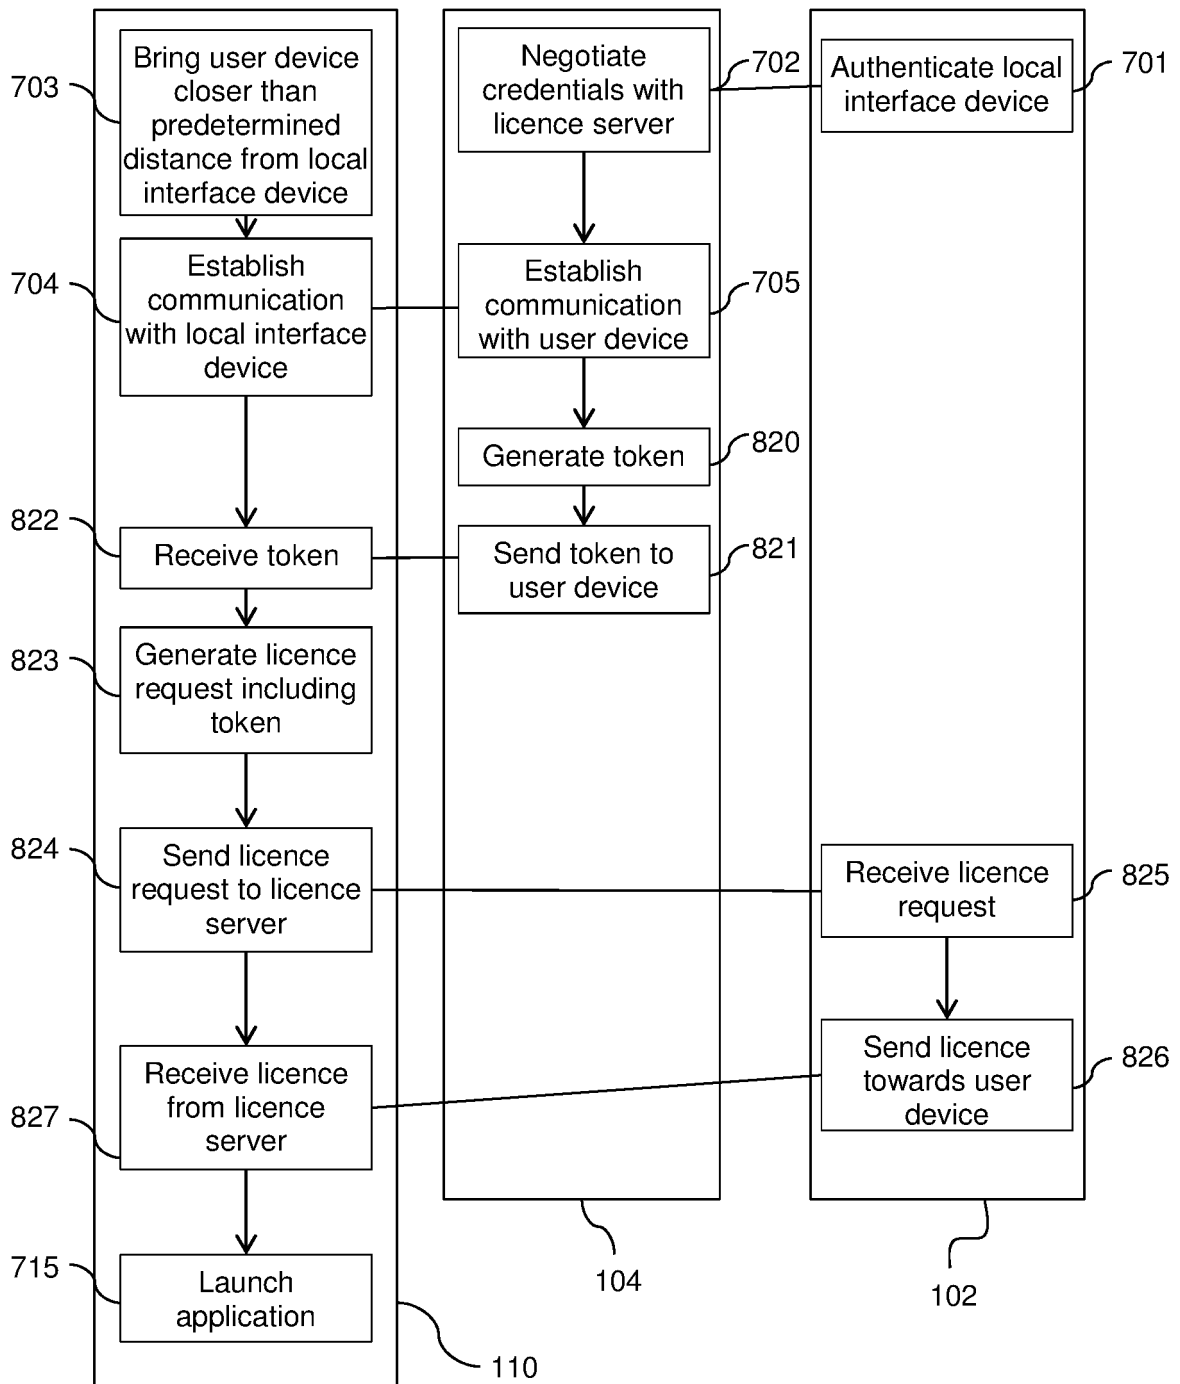 703
Bring user device
closer than
predetermined
distance from local
interface device
Negotiate
credentials with
licence server
702
Authenticate local
interface device
701
704
Establish
communication
with local interface
device
Establish
communication
with user device
705
Generate token
820
822
Receive token
Send token to
user device
821
823
Generate licence
request including
token
824
Send licence
request to licence
server
Receive licence
request
825
827
Receive licence
from licence
server
Send licence
towards user
device
826
715
Launch
application
104
102
110